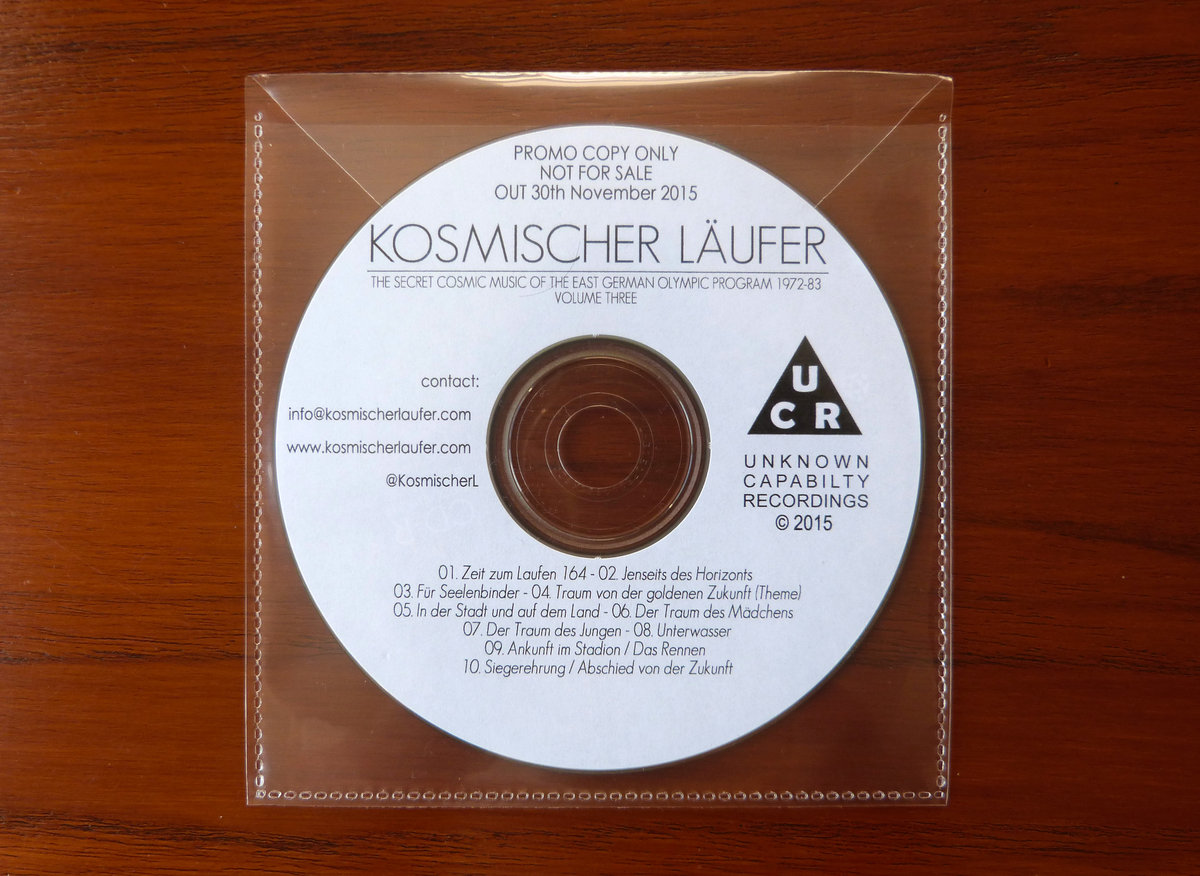 PROMO COPY ONLY
NOT FOR SALE
OUT 30th November 2015
KOSMISCHER LÄUFER
THE SECRET COSMIC MUSIC OF THE EAST GERMAN OLYMPIC PROGRAM 1972-83
VOLUME THREE
contact:
info@kosmischerlaufer.com
www.kosmischerlaufer.com
@KosmischerL
U
C R
UNKNOWN
CAPABILTY
RECORDINGS
© 2015
01. Zeit zum Laufen 164 - 02. Jenseits des Horizonts
03. Für Seelenbinder - 04. Traum von der goldenen Zukunft (Theme)
05. In der Stadt und auf dem Land - 06. Der Traum des Mädchens
07. Der Traum des Jungen - 08. Unterwasser
09. Ankunft im Stadion / Das Rennen
10. Siegerehrung / Abschied von der Zukunft